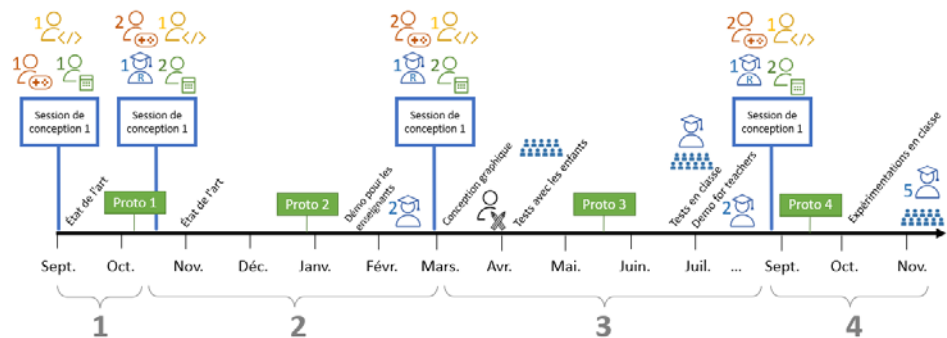 1 </> 2 1 </> 2 1 </> 2 1 </>
1 1 1 R 2 1 R 2 1 R 2
Session de
conception 1
Session de
conception 1
Session de
conception 1
Session de
conception 1
État de l'art
Proto 1
État de l'art
Proto 2
Démo pour les
enseignants
2
Conception graphique
Tests avec les enfants
Proto 3
Tests en classe
Demo for teachers
2
Proto 4
Expérimentations en classe
5
Sept. Oct. Nov. Déc. Janv. Févr. Mars. Avr. Mai. Juin. Juil. ... Sept. Oct. Nov.
1 2 3 4